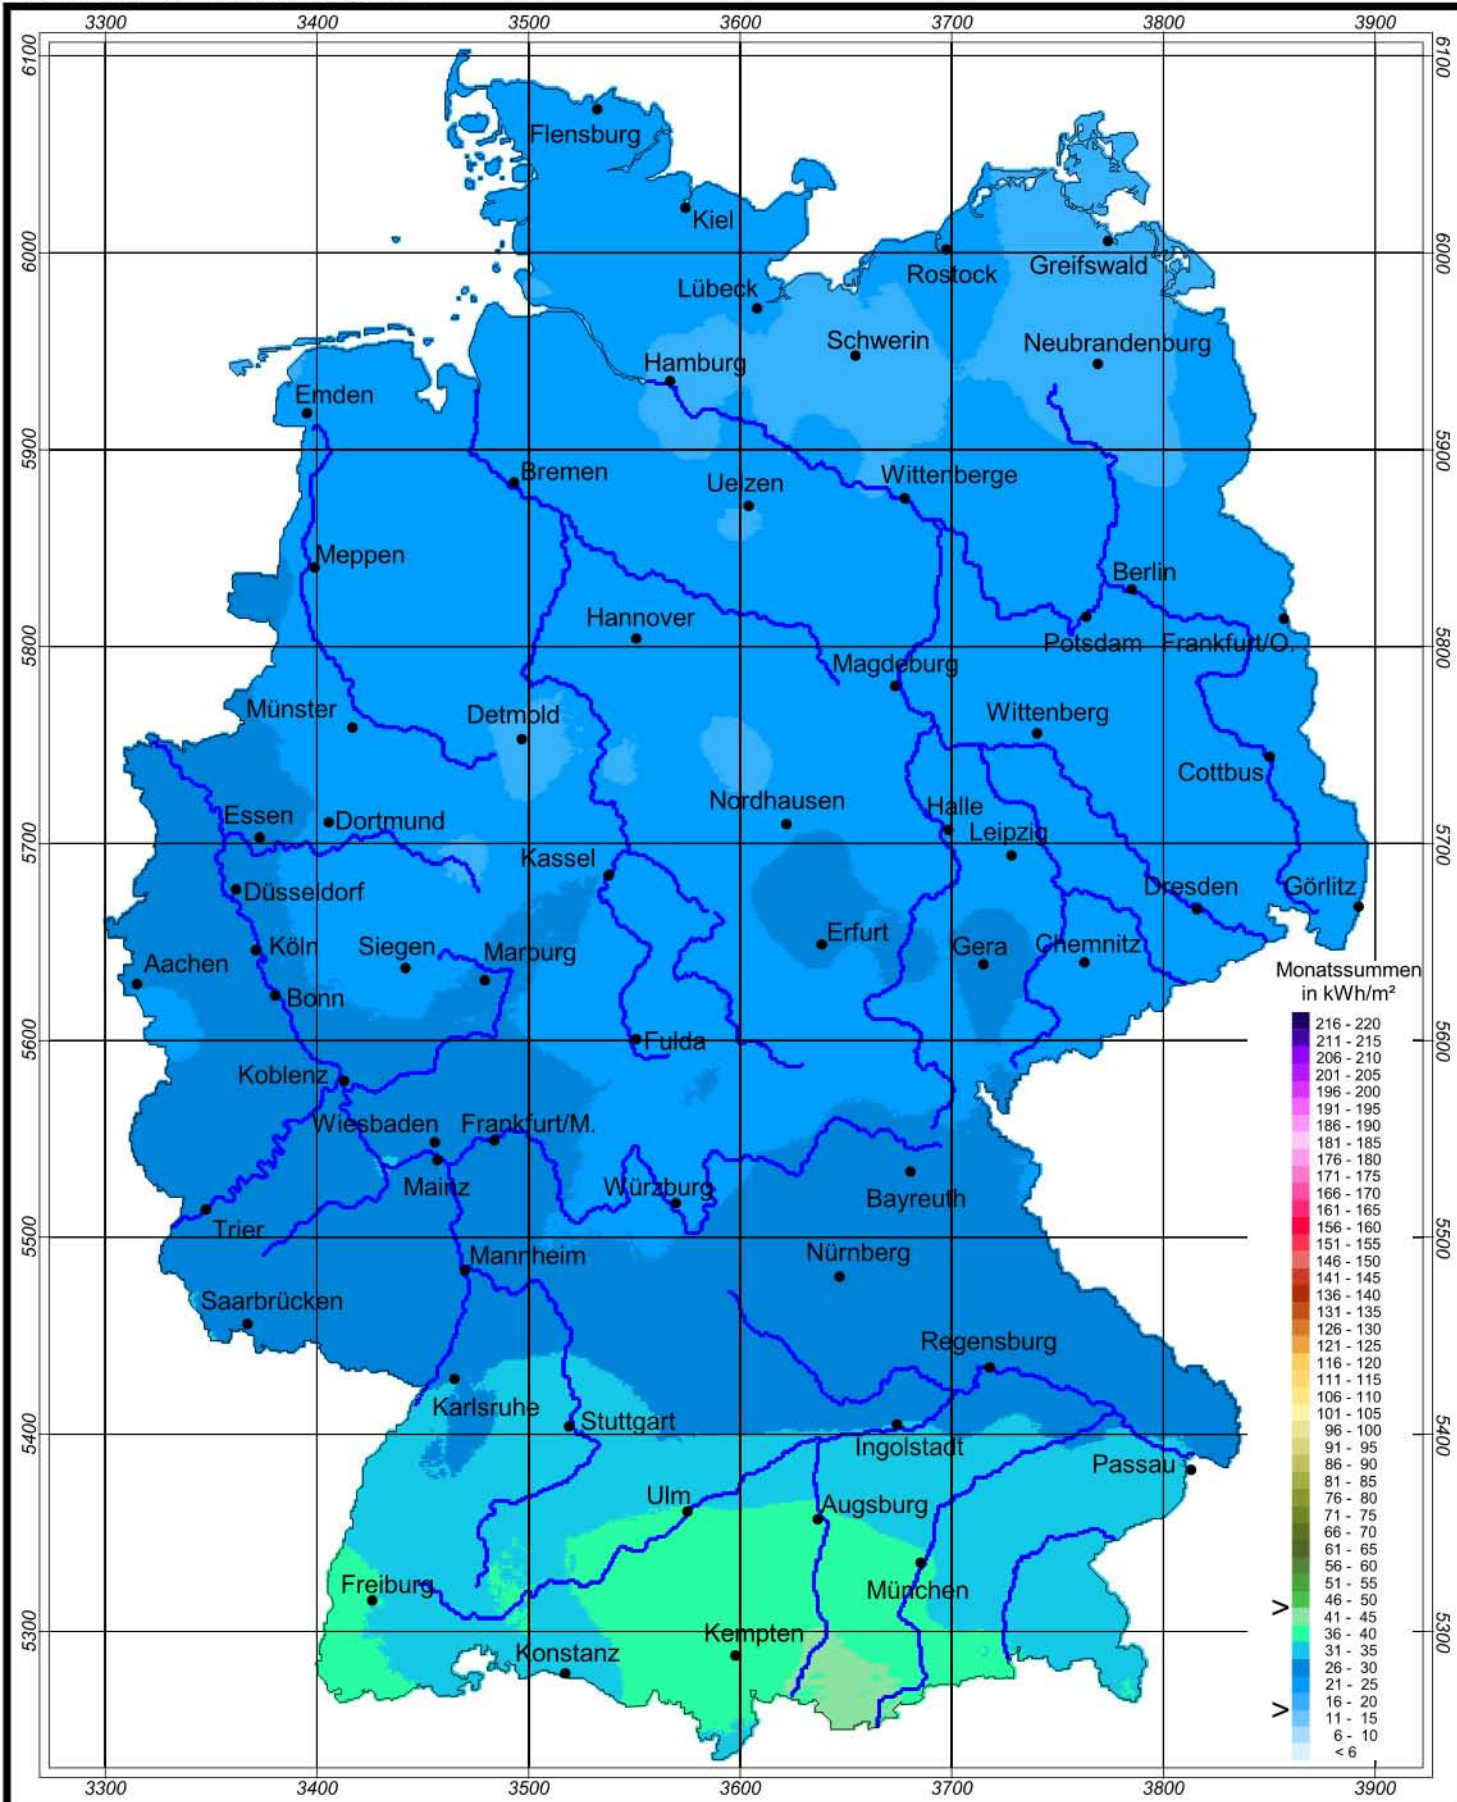 3300 3400 3500 3600 3700 3800 3900
6100 6100
Flensburg
Kiel
6000 6000
Rostock Greifswald
Lübeck
Schwerin Neubrandenburg
Hamburg
Emden
5900 5900
Bremen Uelzen Wittenberge
Meppen
Berlin
Hannover
5800 Potsdam Frankfurt/O. 5800
Magdeburg
Münster Detmold Wittenberg
Cottbus
Essen Dortmund Nordhausen Halle
Leipzig
5700 5700
Kassel
Düsseldorf Dresden Görlitz
Köln Siegen Marburg Erfurt Gera Chemnitz
Aachen
Bonn
5600 Fulda 5600
Koblenz
Wiesbaden Frankfurt/M.
Mainz Würzburg Bayreuth
Trier
5500 5500
Mannheim Nürnberg
Saarbrücken
Regensburg
Karlsruhe Stuttgart
5400 5400
Ingolstadt
Passau
Ulm Augsburg
Freiburg München
5300 5300
Konstanz Kempten
Monatssummen
in kWh/m²
216 - 220
211 - 215
206 - 210
201 - 205
196 - 200
191 - 195
186 - 190
181 - 185
176 - 180
171 - 175
166 - 170
161 - 165
156 - 160
151 - 155
146 - 150
141 - 145
136 - 140
131 - 135
126 - 130
121 - 125
116 - 120
111 - 115
106 - 110
101 - 105
96 - 100
91 - 95
86 - 90
81 - 85
76 - 80
71 - 75
66 - 70
61 - 65
56 - 60
51 - 55
46 - 50
> 41 - 45
36 - 40
31 - 35
26 - 30
21 - 25
16 - 20
> 11 - 15
6 - 10
< 6
3300 3400 3500 3600 3700 3800 3900